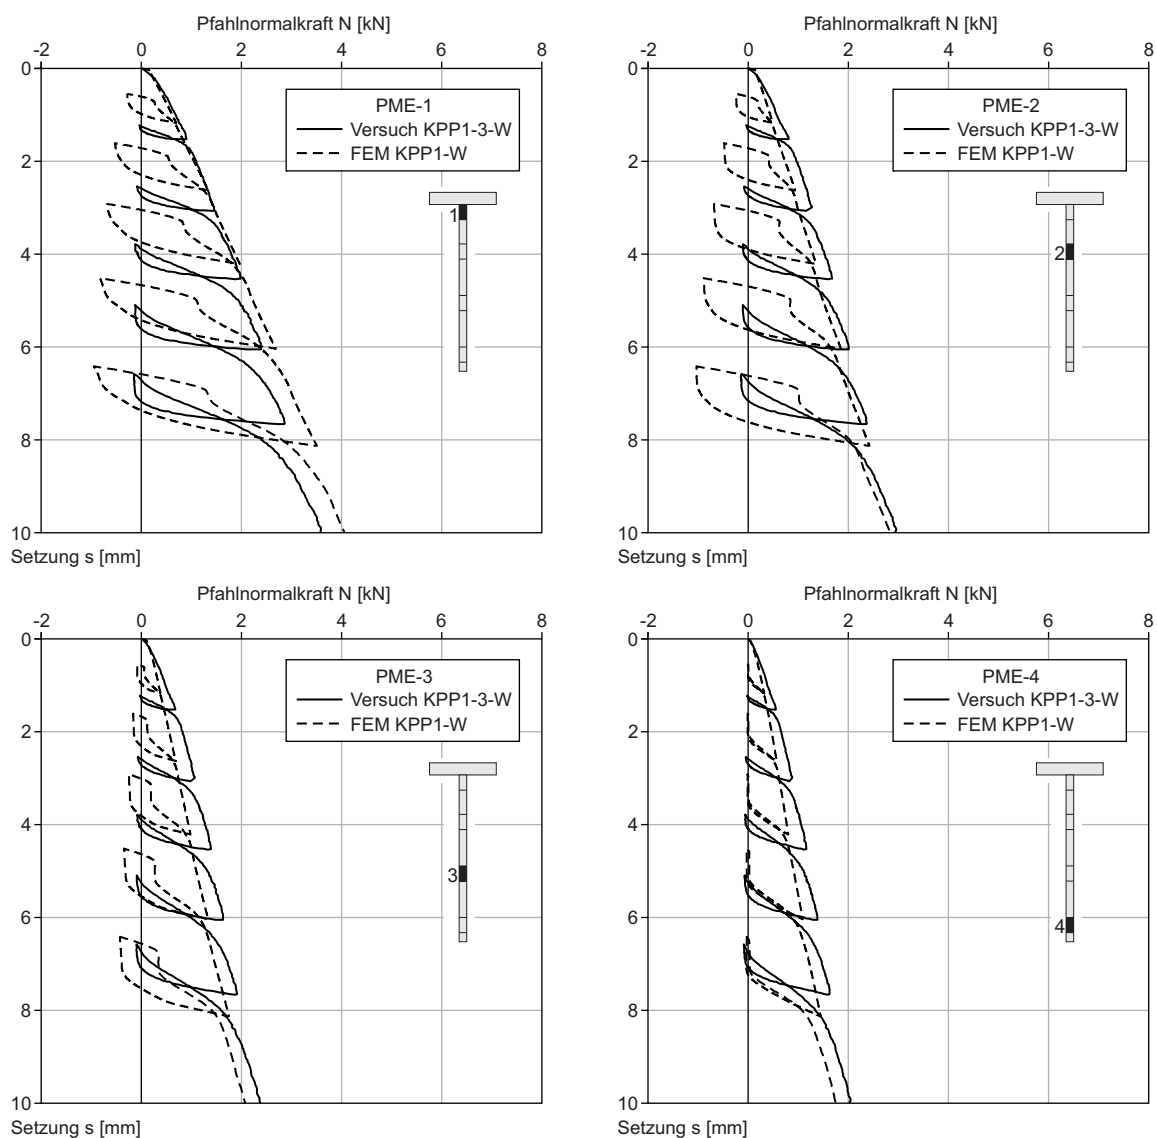 Pfahlnormalkraft N [kN]
-2 0 2 4 6 8
0
2
4
6
8
10
PME-1
Versuch KPP1-3-W
FEM KPP1-W
1
Setzung s [mm]
Pfahlnormalkraft N [kN]
-2 0 2 4 6 8
0
2
4
6
8
10
PME-2
Versuch KPP1-3-W
FEM KPP1-W
2
Setzung s [mm]
Pfahlnormalkraft N [kN]
-2 0 2 4 6 8
0
2
4
6
8
10
PME-3
Versuch KPP1-3-W
FEM KPP1-W
3
Setzung s [mm]
Pfahlnormalkraft N [kN]
-2 0 2 4 6 8
0
2
4
6
8
10
PME-4
Versuch KPP1-3-W
FEM KPP1-W
4
Setzung s [mm]